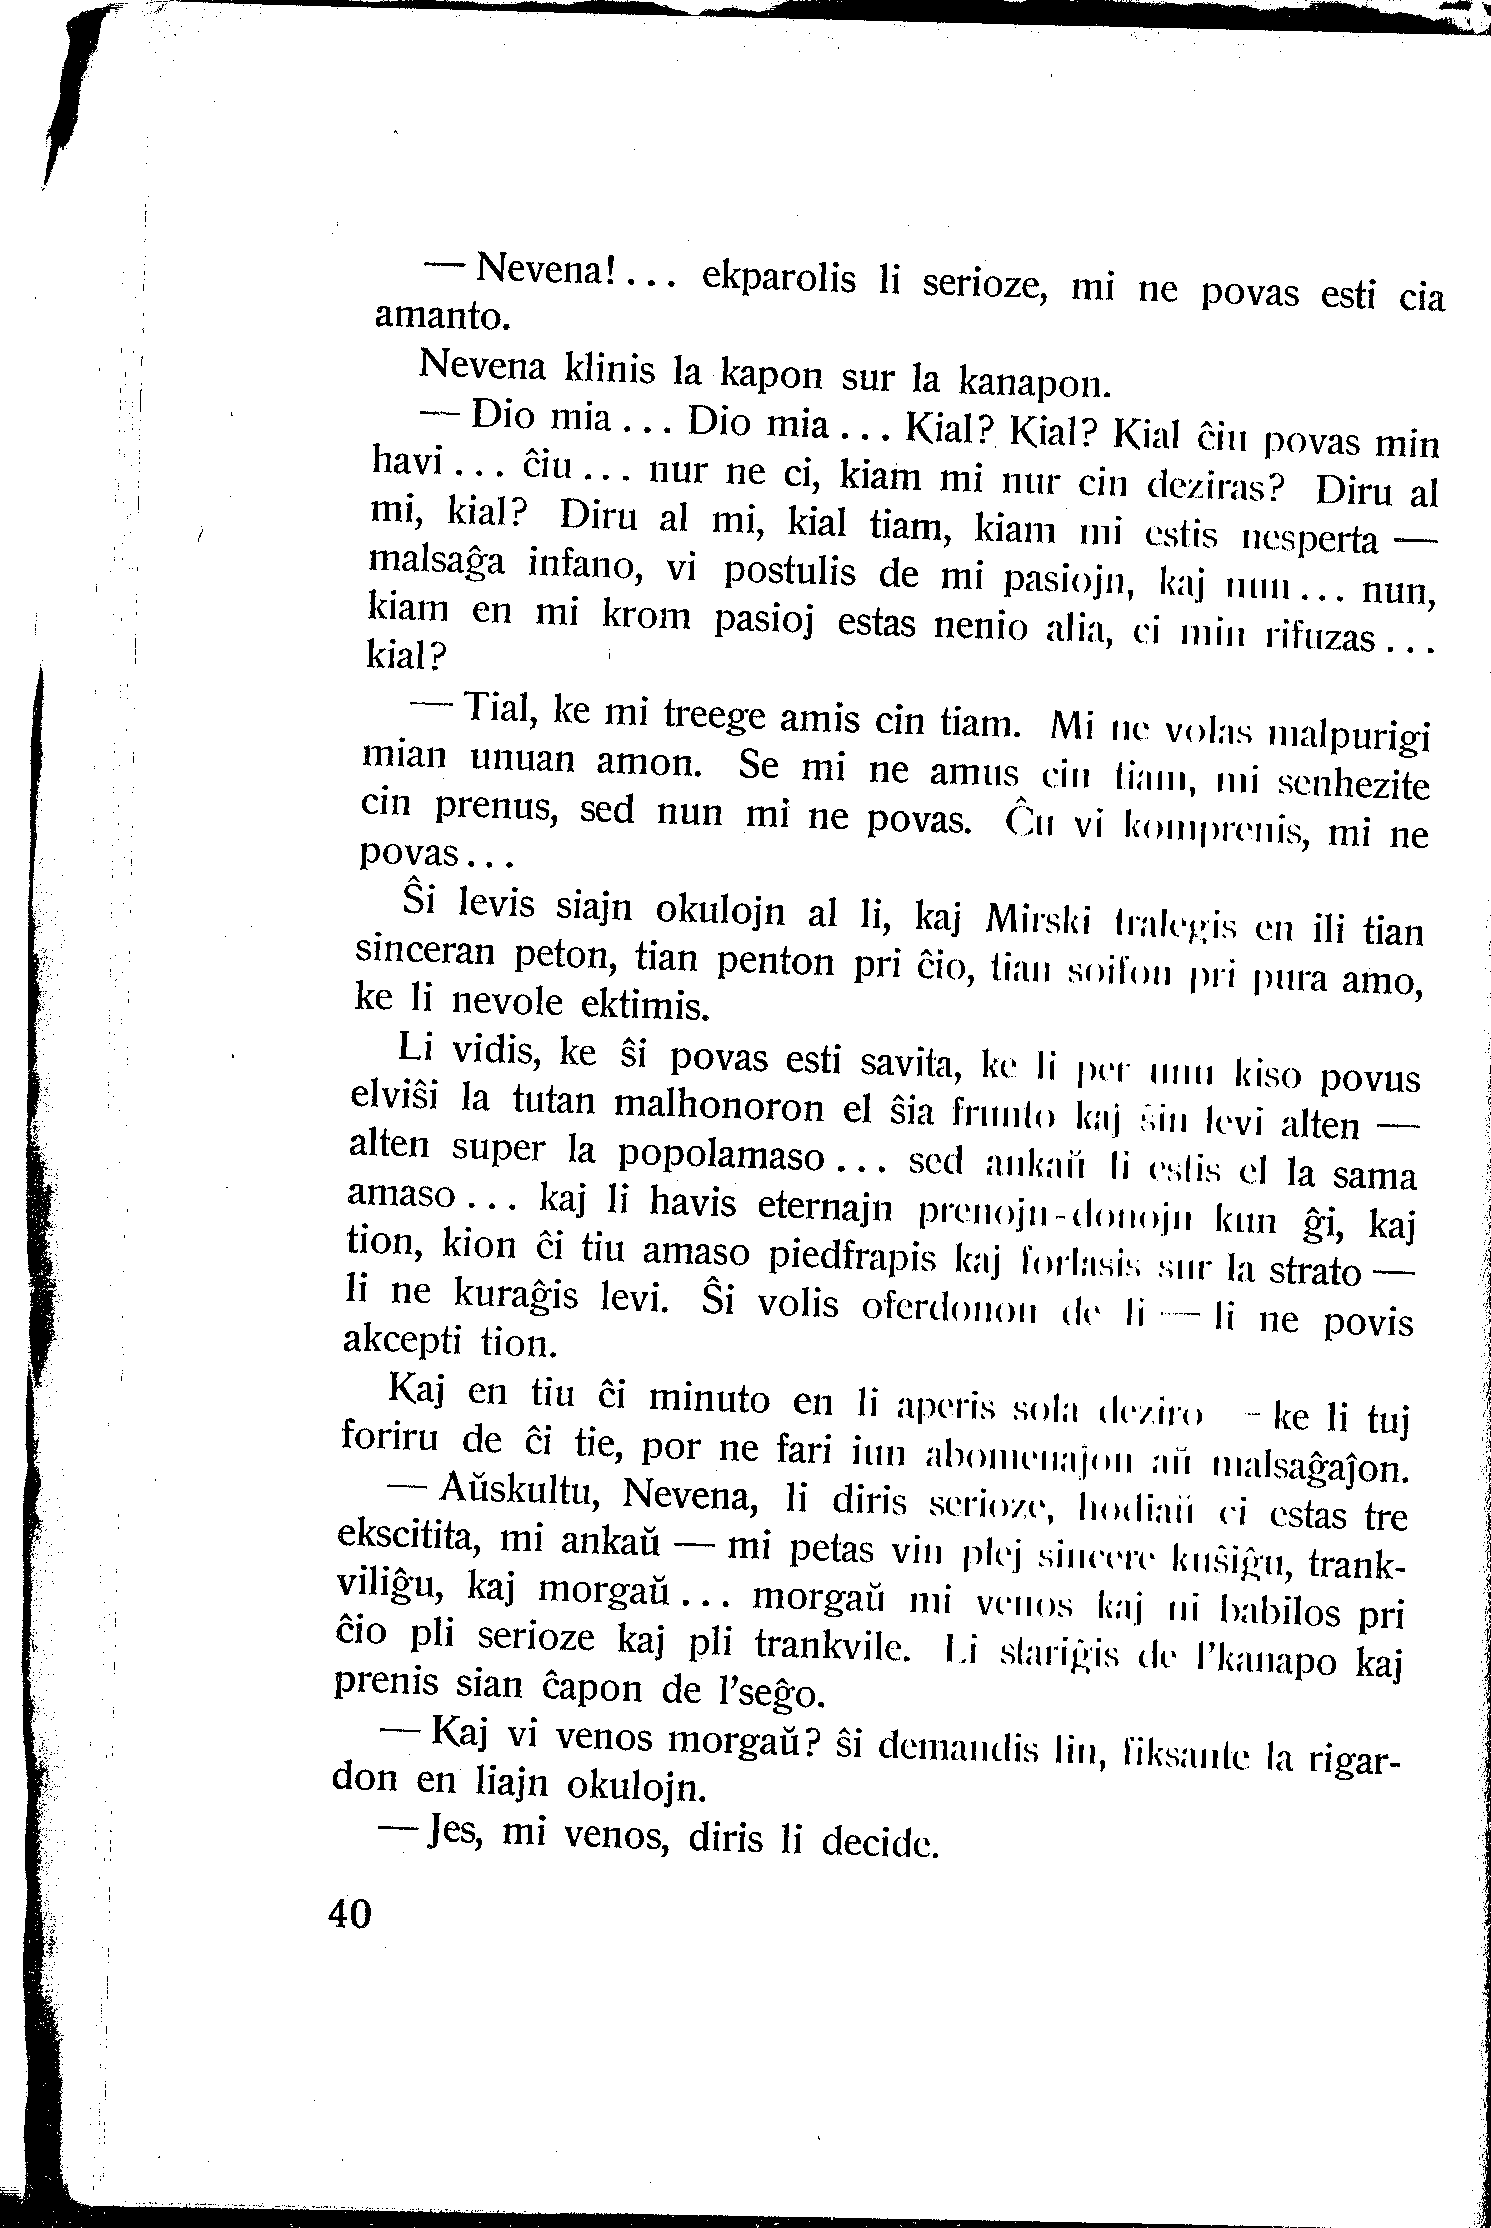 — Nevena!... ekparolis li serioze, mi ne povas esti cia
amanto.
Nevena klinis la kapon sur la kanapon.
— Dio mia... Dio mia... Kial? Kial? Kial ĉiu povas min
havi... ĉiu... nur ne ci, kiam mi nur cin deziras? Diru al
mi, kial? Diru al mi, kial tiam, kiam mi estis nesperta —
malsaĝa infano, vi postulis de mi pasiojn, kaj nun... nun,
kiam en mi krom pasioj estas nenio alia, ci min rifuzas...
kial?
— Tial, ke mi treege amis cin tiam. Mi ne volas malpurigi
mian unuan amon. Se mi ne amus cin tiam, mi senhezite
cin prenus, sed nun mi ne povas. Ĉu vi komprenis, mi ne
povas...
Ŝi levis siajn okulojn al li, kaj Mirski tralegis en ili tian
sinceran peton, tian penton pri ĉio, tian soifon pri pura amo,
ke li nevole ektimis.
Li vidis, ke ŝi povas esti savita, ke li per unu kiso povus
elviŝi la tutan malhonoron el ŝia frunto kaj ŝin levi alten —
alten super la popolamaso... sed ankaŭ li estis el la sama
amaso... kaj li havis eternajn prenojn-donojn kun ĝi, kaj
tion, kion ĉi tiu amaso piedfrapis kaj forlasis sur la strato —
li ne kuraĝis levi. Ŝi volis oferdonon de li — li ne povis
akcepti tion.
Kaj en tiu ĉi minuto en li aperis sola deziro - ke li tuj
foriru de ĉi tie, por ne fari iun abomenaĵon aŭ malsaĝaĵon.
— Aŭskultu, Nevena, li diris serioze, hodiaŭ ci estas tre
ekscitita, mi ankaŭ — mi petas vin plej sincere kuŝiĝu, trank-
viliĝu, kaj morgaŭ... morgaŭ mi venos kaj ni babilos pri
ĉio pli serioze kaj pli trankvile. Li stariĝis de l'kanapo kaj
prenis sian ĉapon de l'seĝo.
— Kaj vi venos morgaŭ? ŝi demandis lin, fiksante la rigar-
don en liajn okulojn.
— Jes, mi venos, diris li decide.
40